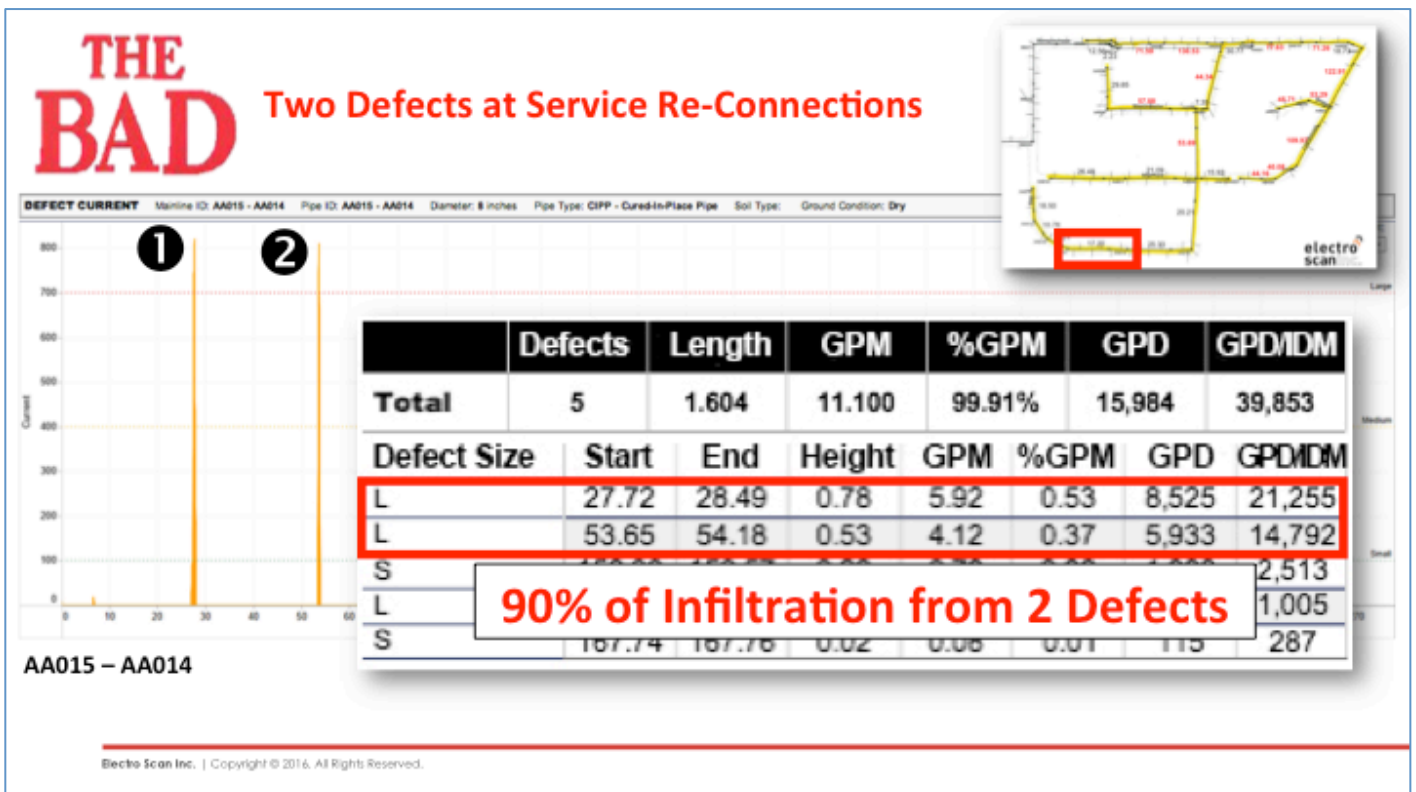 THE
BAD
Two Defects at Service Re-Connections
electro
scan inc.
DEFECT CURRENT Mainline ID: AA015 - AA014 Pipe ID: AA015 - AA014 Diameter: 8 inches Pipe Type: CIPP - Cured-In-Place Pipe Soil Type: Ground Condition: Dry
1 2
800
700 Large
600
500
Current
400 Medium
300
200
100 Small
0
0 10 20 30 40 50 60
Defects Length GPM %GPM GPD GPD/IDM
Total 5 1.604 11.100 99.91% 15,984 39,853
Defect Size Start End Height GPM %GPM GPD GPD/IDM
L 27.72 28.49 0.78 5.92 0.53 8,525 21,255
L 53.65 54.18 0.53 4.12 0.37 5,933 14,792
S 2,513
L 1,005
S 167.74 167.76 0.02 0.08 0.01 115 287
90% of Infiltration from 2 Defects
AA015 – AA014
Electro Scan Inc. | Copyright © 2016, All Rights Reserved.